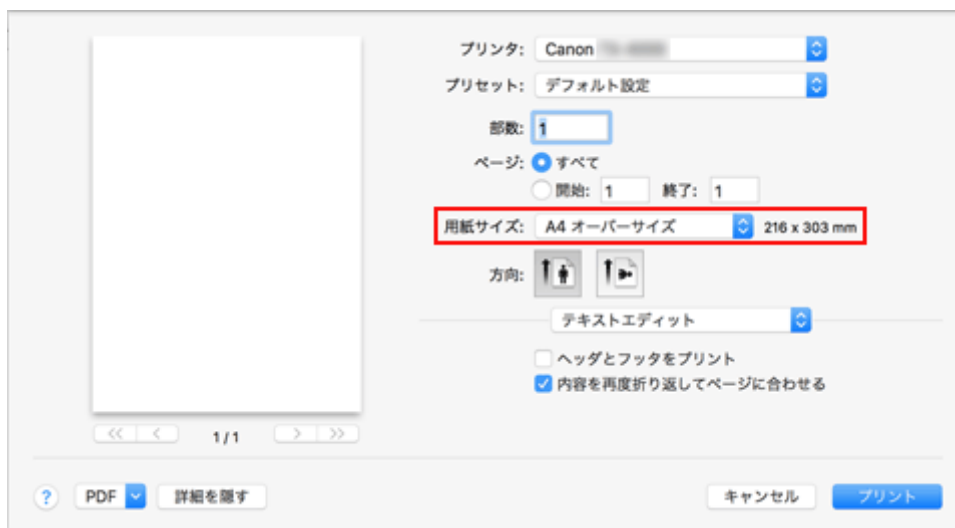 プリンタ: Canon
プリセット: デフォルト設定
部数: 1
ページ: すべて
開始: 1 終了: 1
用紙サイズ: A4 オーバーサイズ 216 x 303 mm
方向:
テキストエディット
ヘッダとフッタをプリント
内容を再度折り返してページに合わせる
<< < 1 / 1 > >>
? PDF 詳細を隠す キャンセル プリント